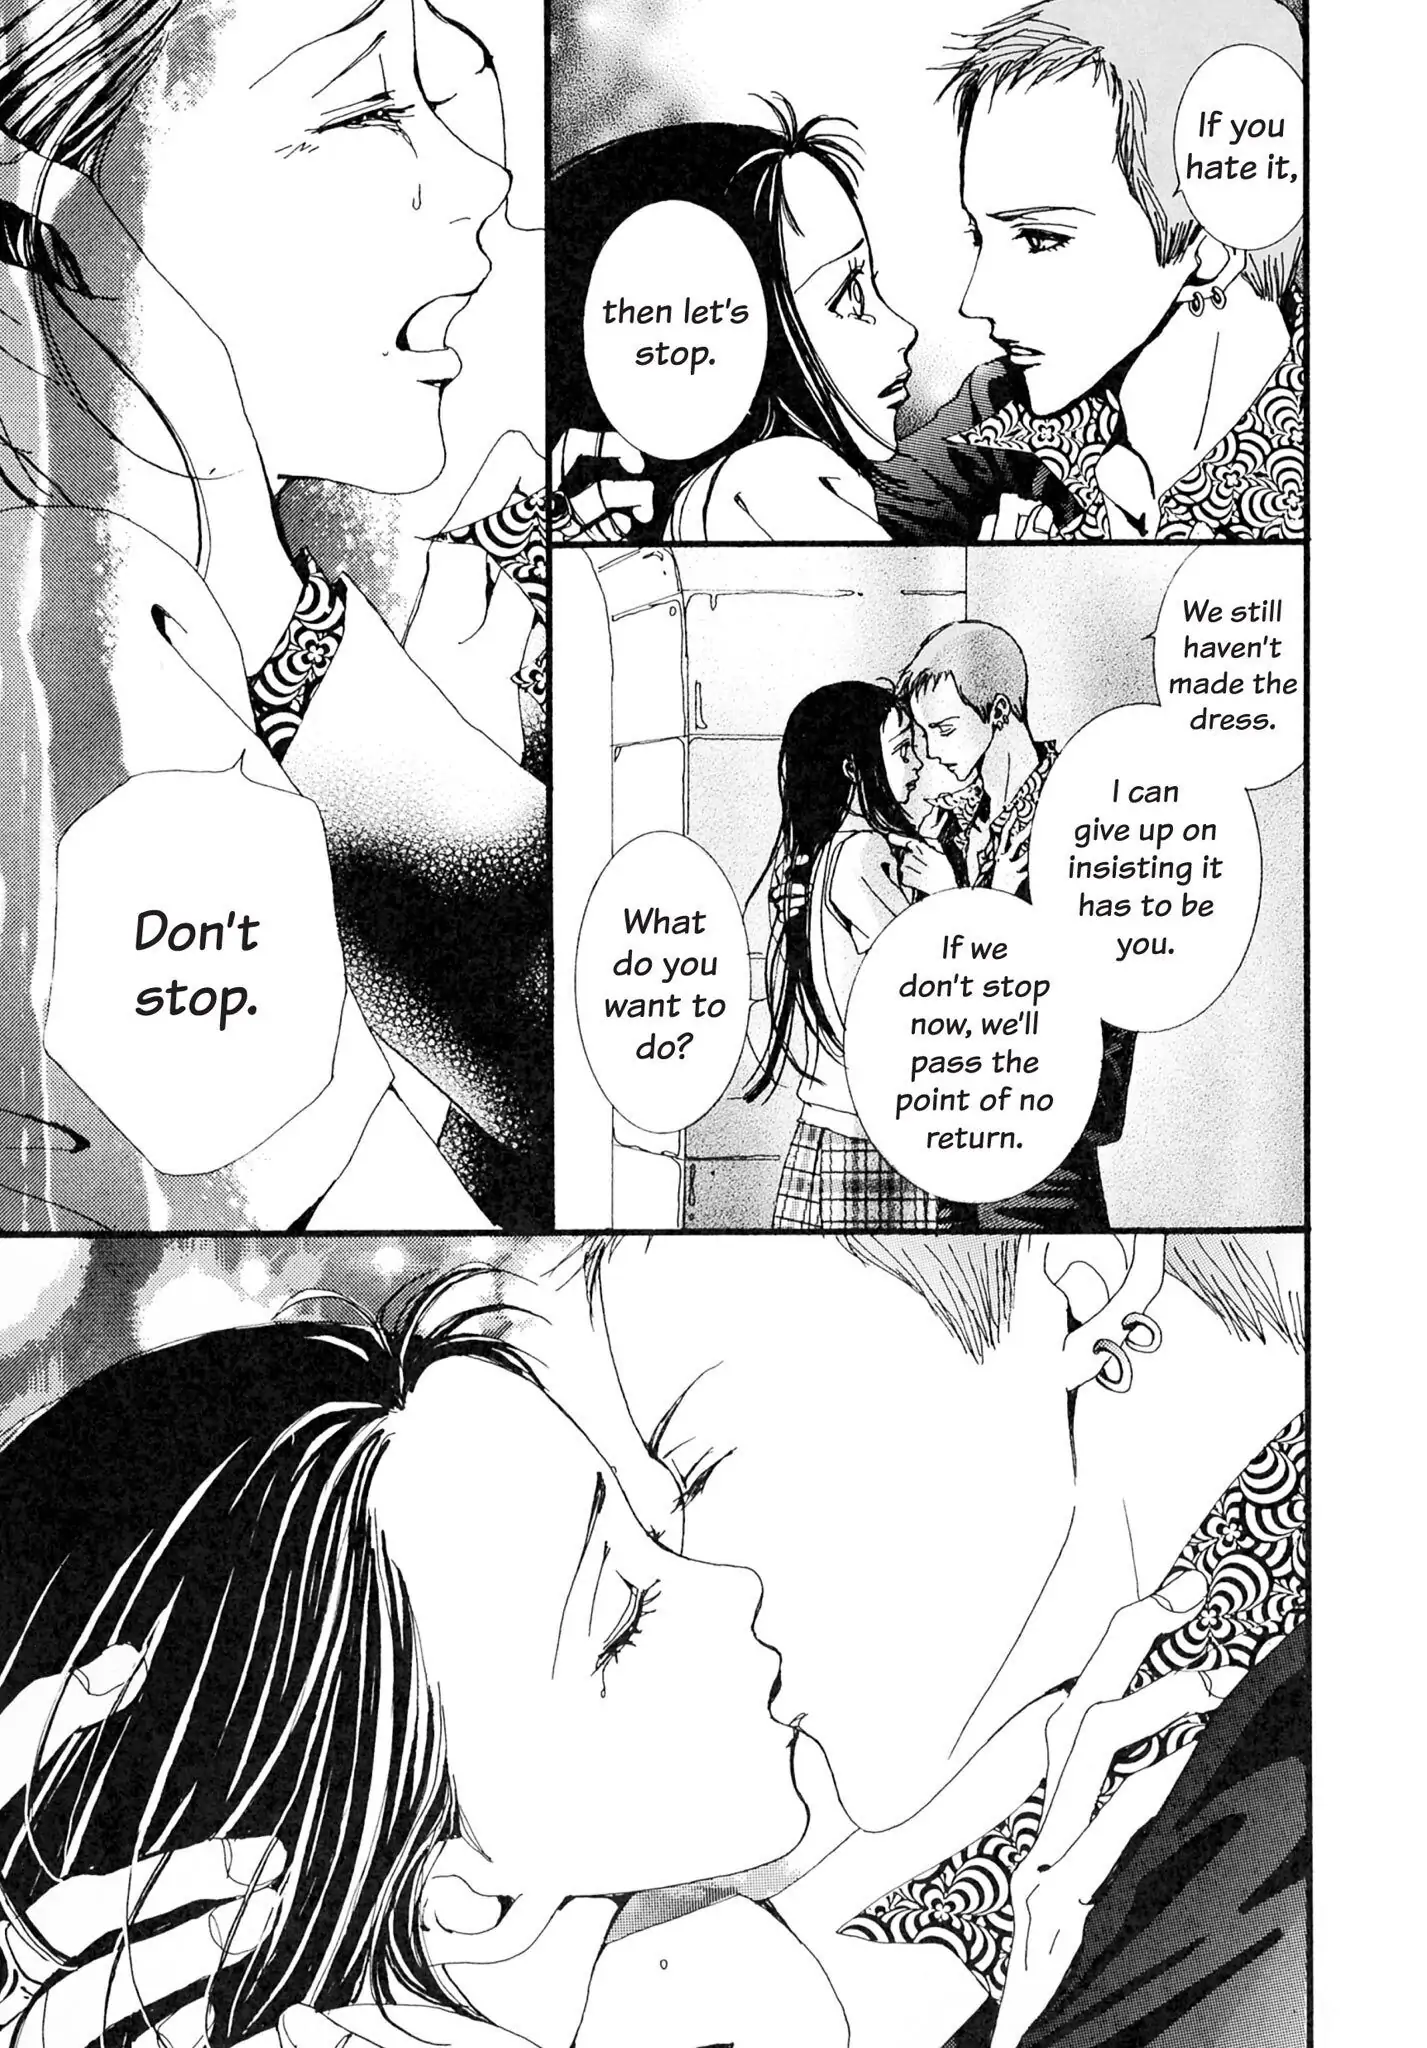 If you
hate it,
then let's
stop.
We still
haven't
made the
dress.
I can
give up on
insisting it
has to be
you.
If we
don't stop
now, we'll
pass the
point of no
return.
What
do you
want to
do?
Don't
stop.